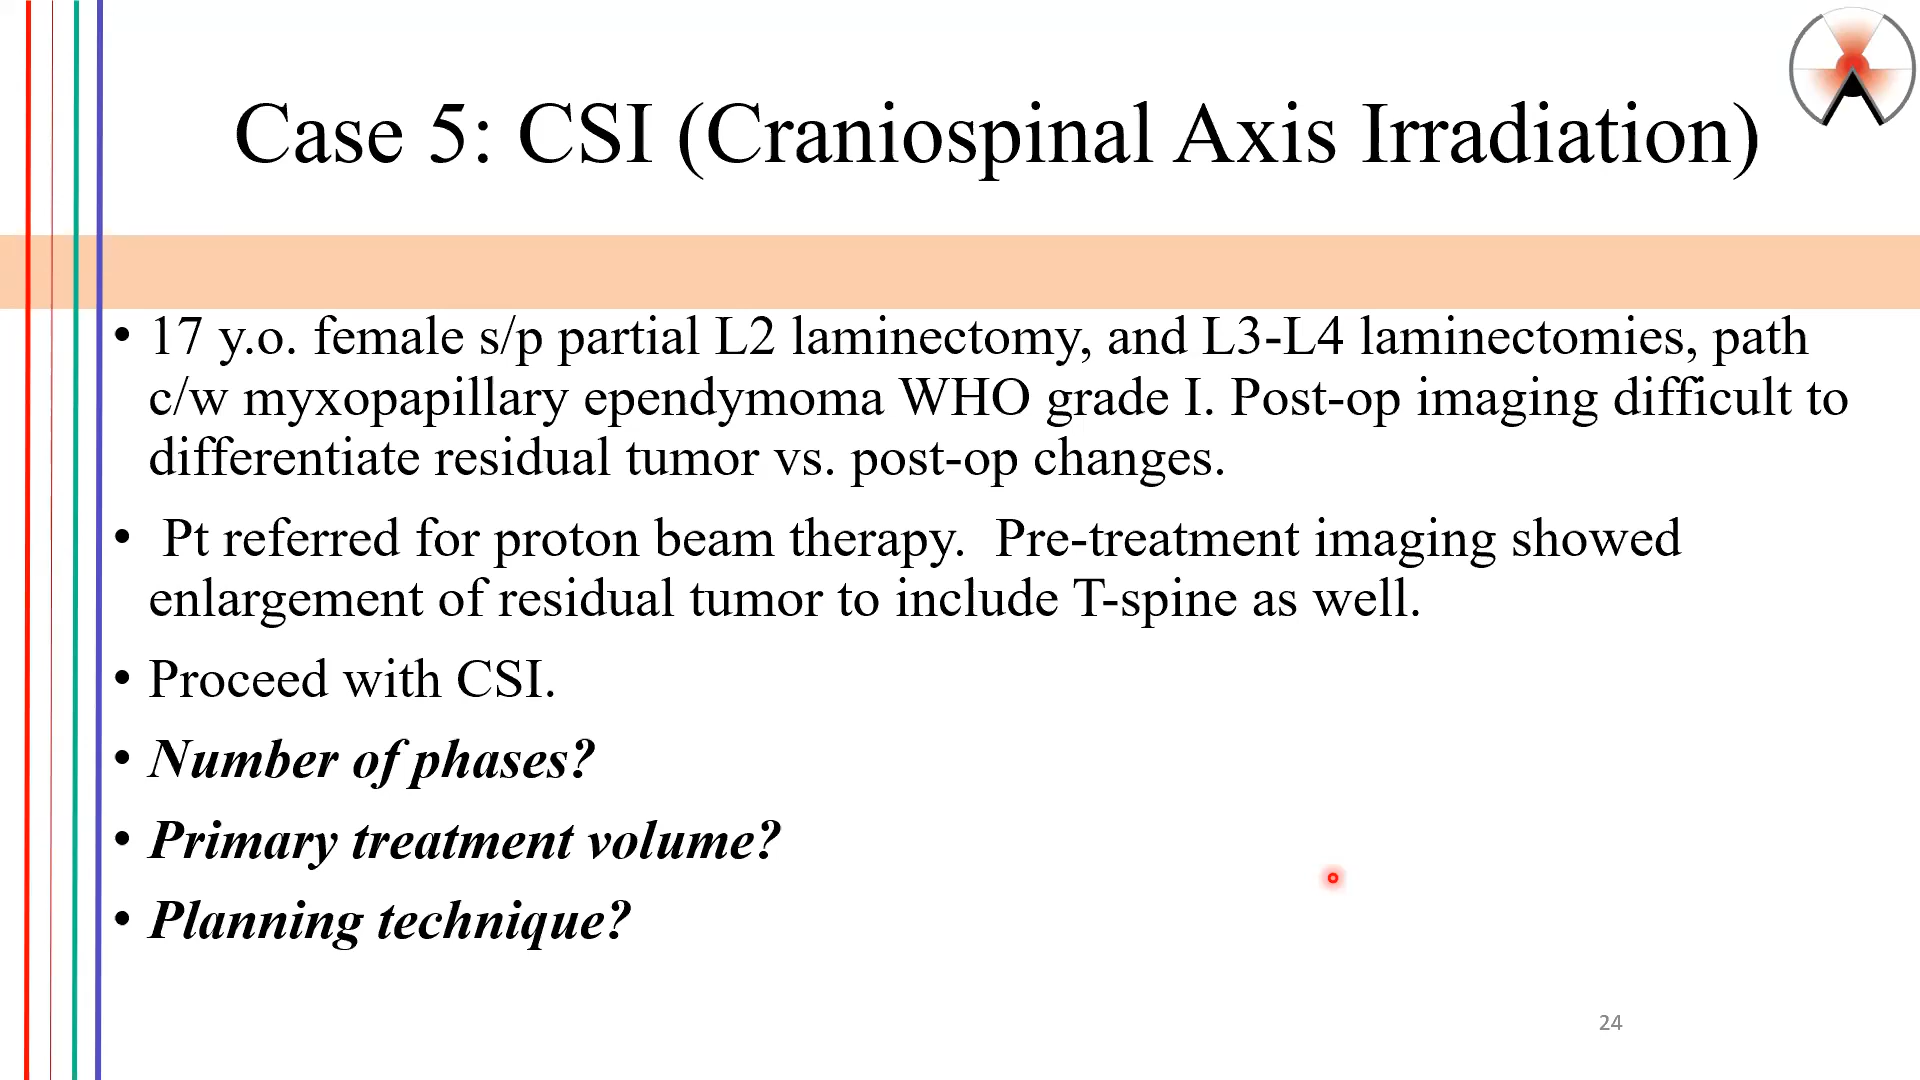 Case 5: CSI (Craniospinal Axis Irradiation)
• 17 y.o. female s/p partial L2 laminectomy, and L3-L4 laminectomies, path
c/w myxopapillary ependymoma WHO grade I. Post-op imaging difficult to
differentiate residual tumor vs. post-op changes.
• Pt referred for proton beam therapy.  Pre-treatment imaging showed
enlargement of residual tumor to include T-spine as well.
• Proceed with CSI.
• Number of phases?
• Primary treatment volume?
• Planning technique?
24